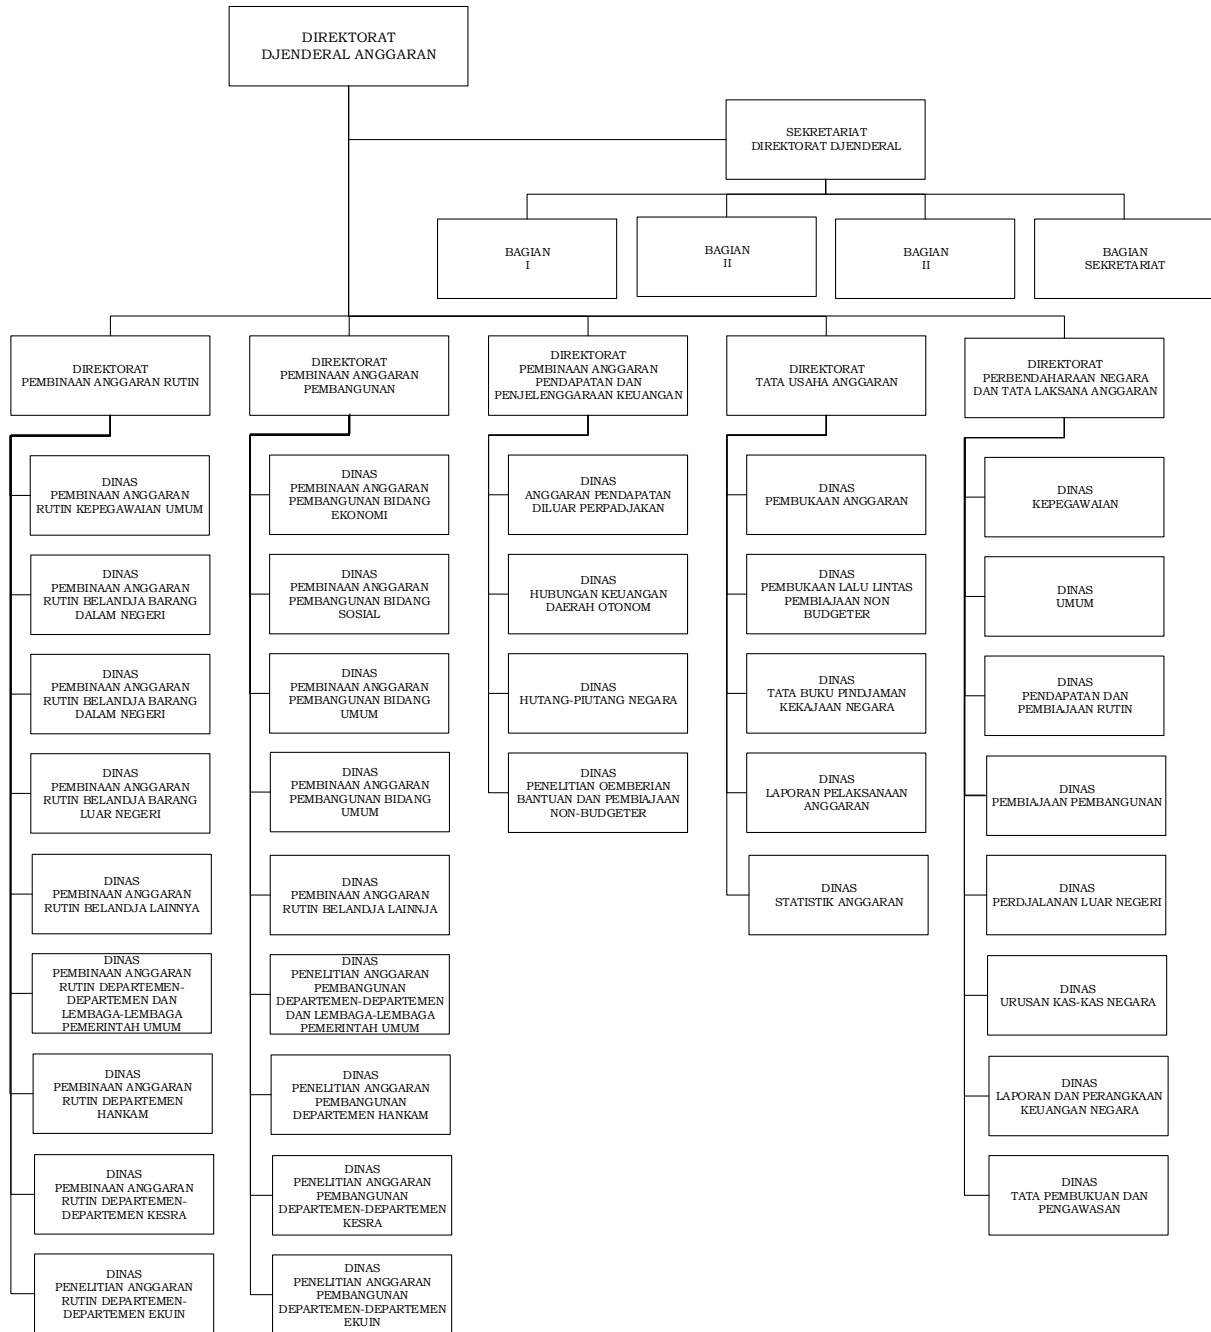 DIREKTORAT
DJENDERAL ANGGARAN
SEKRETARIAT
DIREKTORAT DJENDERAL
BAGIAN
I
BAGIAN
II
BAGIAN
II
BAGIAN
SEKRETARIAT
DIREKTORAT
PEMBINAAN ANGGARAN RUTIN
DIREKTORAT
PEMBINAAN ANGGARAN
PEMBANGUNAN
DIREKTORAT
PEMBINAAN ANGGARAN
PENDAPATAN DAN
PENJELENGGARAAN KEUANGAN
DIREKTORAT
TATA USAHA ANGGARAN
DIREKTORAT
PERBENDAHARAAN NEGARA
DAN TATA LAKSANA ANGGARAN
DINAS
PEMBINAAN ANGGARAN
RUTIN KEPEGAWAIAN UMUM
DINAS
PEMBINAAN ANGGARAN
RUTIN BELANDJA BARANG
DALAM NEGERI
DINAS
PEMBINAAN ANGGARAN
RUTIN BELANDJA BARANG
DALAM NEGERI
DINAS
PEMBINAAN ANGGARAN
RUTIN BELANDJA BARANG
LUAR NEGERI
DINAS
PEMBINAAN ANGGARAN
RUTIN BELANDJA LAINNYA
DINAS
PEMBINAAN ANGGARAN
RUTIN DEPARTEMEN-
DEPARTEMEN DAN
LEMBAGA-LEMBAGA
PEMERINTAH UMUM
DINAS
PEMBINAAN ANGGARAN
RUTIN DEPARTEMEN
HANKAM
DINAS
PEMBINAAN ANGGARAN
RUTIN DEPARTEMEN-
DEPARTEMEN KESRA
DINAS
PENELITIAN ANGGARAN
RUTIN DEPARTEMEN-
DEPARTEMEN EKUIN
DINAS
PEMBINAAN ANGGARAN
PEMBANGUNAN BIDANG
EKONOMI
DINAS
PEMBINAAN ANGGARAN
PEMBANGUNAN BIDANG
SOSIAL
DINAS
PEMBINAAN ANGGARAN
PEMBANGUNAN BIDANG
UMUM
DINAS
PEMBINAAN ANGGARAN
PEMBANGUNAN BIDANG
UMUM
DINAS
PEMBINAAN ANGGARAN
RUTIN BELANDJA LAINNJA
DINAS
PENELITIAN ANGGARAN
PEMBANGUNAN
DEPARTEMEN-DEPARTEMEN
DAN LEMBAGA-LEMBAGA
PEMERINTAH UMUM
DINAS
PENELITIAN ANGGARAN
PEMBANGUNAN
DEPARTEMEN HANKAM
DINAS
PENELITIAN ANGGARAN
PEMBANGUNAN
DEPARTEMEN-DEPARTEMEN
KESRA
DINAS
PENELITIAN ANGGARAN
PEMBANGUNAN
DEPARTEMEN-DEPARTEMEN
EKUIN
DINAS
ANGGARAN PENDAPATAN
DILUAR PERPADJAKAN
DINAS
HUBUNGAN KEUANGAN
DAERAH OTONOM
DINAS
HUTANG-PIUTANG NEGARA
DINAS
PENELITIAN OEMBERIAN
BANTUAN DAN PEMBIAJAAN
NON-BUDGETER
DINAS
PEMBUKAAN ANGGARAN
DINAS
PEMBUKAAN LALU LINTAS
PEMBIAJAAN NON
BUDGETER
DINAS
TATA BUKU PINDJAMAN
KEKAJAAN NEGARA
DINAS
LAPORAN PELAKSANAAN
ANGGARAN
DINAS
STATISTIK ANGGARAN
DINAS
KEPEGAWAIAN
DINAS
UMUM
DINAS
PENDAPATAN DAN
PEMBIAJAAN RUTIN
DINAS
PEMBIAJAAN PEMBANGUNAN
DINAS
PERDJALANAN LUAR NEGERI
DINAS
URUSAN KAS-KAS NEGARA
DINAS
LAPORAN DAN PERANGKAAN
KEUANGAN NEGARA
DINAS
TATA PEMBUKUAN DAN
PENGAWASAN